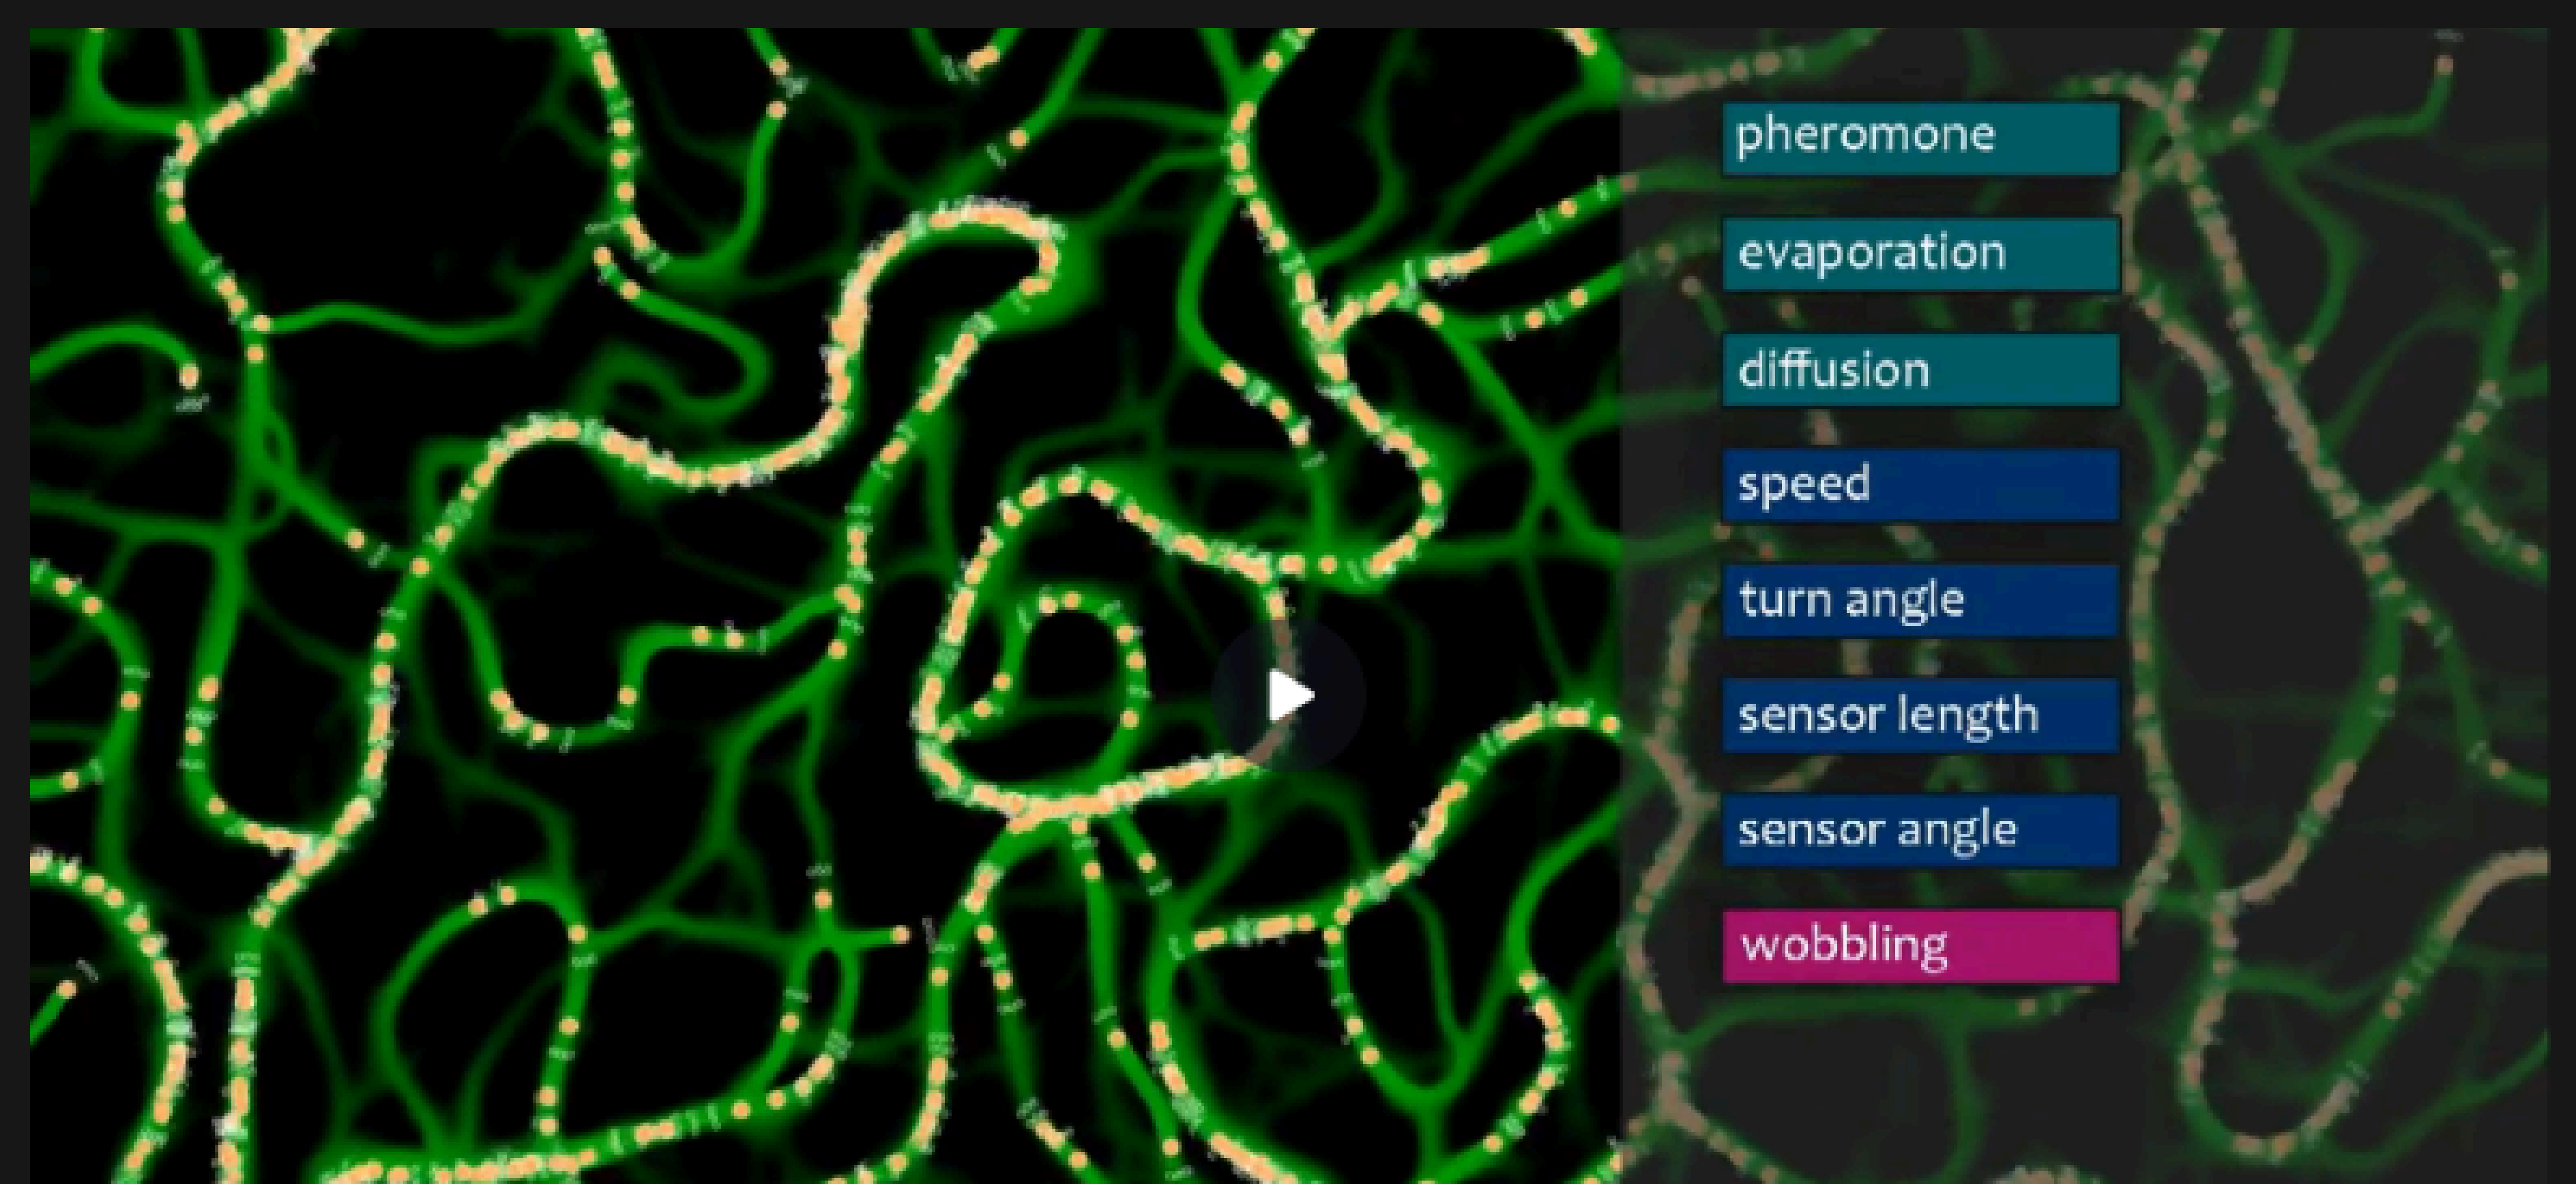 pheromone
evaporation
diffusion
speed
turn angle
sensor length
sensor angle
wobbling